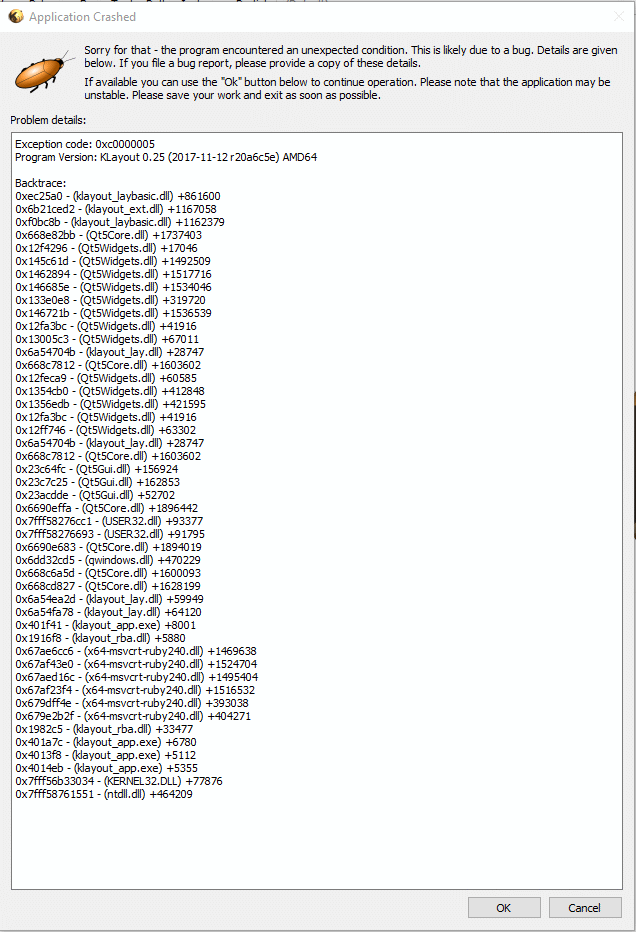 Application Crashed
Sorry for that - the program encountered an unexpected condition. This is likely due to a bug. Details are given
below. If you file a bug report, please provide a copy of these details.
If available you can use the "Ok" button below to continue operation. Please note that the application may be
unstable. Please save your work and exit as soon as possible.
Problem details:
Exception code: 0xc0000005
Program Version: KLayout 0.25 (2017-11-12 r20a6c5e) AMD64
Backtrace:
0xec25a0 - (klayout_laybasic.dll) +861600
0x6b21ced2 - (klayout_ext.dll) +1167058
0xf0bc8b - (klayout_laybasic.dll) +1162379
0x668e82bb - (Qt5Core.dll) +1737403
0x12f4296 - (Qt5Widgets.dll) +17046
0x145c61d - (Qt5Widgets.dll) +1492509
0x1462894 - (Qt5Widgets.dll) +1517716
0x146685e - (Qt5Widgets.dll) +1534046
0x133e0e8 - (Qt5Widgets.dll) +319720
0x146721b - (Qt5Widgets.dll) +1536539
0x12fa3bc - (Qt5Widgets.dll) +41916
0x13005c3 - (Qt5Widgets.dll) +67011
0x6a54704b - (klayout_lay.dll) +28747
0x668c7812 - (Qt5Core.dll) +1603602
0x12feca9 - (Qt5Widgets.dll) +60585
0x1354cb0 - (Qt5Widgets.dll) +412848
0x1356edb - (Qt5Widgets.dll) +421595
0x12fa3bc - (Qt5Widgets.dll) +41916
0x12ff746 - (Qt5Widgets.dll) +63302
0x6a54704b - (klayout_lay.dll) +28747
0x668c7812 - (Qt5Core.dll) +1603602
0x23c64fc - (Qt5Gui.dll) +156924
0x23c7c25 - (Qt5Gui.dll) +162853
0x23acdde - (Qt5Gui.dll) +52702
0x6690effa - (Qt5Core.dll) +1896442
0x7fff58276cc1 - (USER32.dll) +93377
0x7fff58276693 - (USER32.dll) +91795
0x6690e683 - (Qt5Core.dll) +1894019
0x6dd32cd5 - (qwindows.dll) +470229
0x668c6a5d - (Qt5Core.dll) +1600093
0x668cd827 - (Qt5Core.dll) +1628199
0x6a54ea2d - (klayout_lay.dll) +59949
0x6a54fa78 - (klayout_lay.dll) +64120
0x401f41 - (klayout_app.exe) +8001
0x1916f8 - (klayout_rba.dll) +5880
0x67ae6cc6 - (x64-msvcrt-ruby240.dll) +1469638
0x67af43e0 - (x64-msvcrt-ruby240.dll) +1524704
0x67aed16c - (x64-msvcrt-ruby240.dll) +1495404
0x67af23f4 - (x64-msvcrt-ruby240.dll) +1516532
0x679dff4e - (x64-msvcrt-ruby240.dll) +393038
0x679e2b2f - (x64-msvcrt-ruby240.dll) +404271
0x1982c5 - (klayout_rba.dll) +33477
0x401a7c - (klayout_app.exe) +6780
0x4013f8 - (klayout_app.exe) +5112
0x4014eb - (klayout_app.exe) +5355
0x7fff56b33034 - (KERNEL32.DLL) +77876
0x7fff58761551 - (ntdll.dll) +464209
OK
Cancel